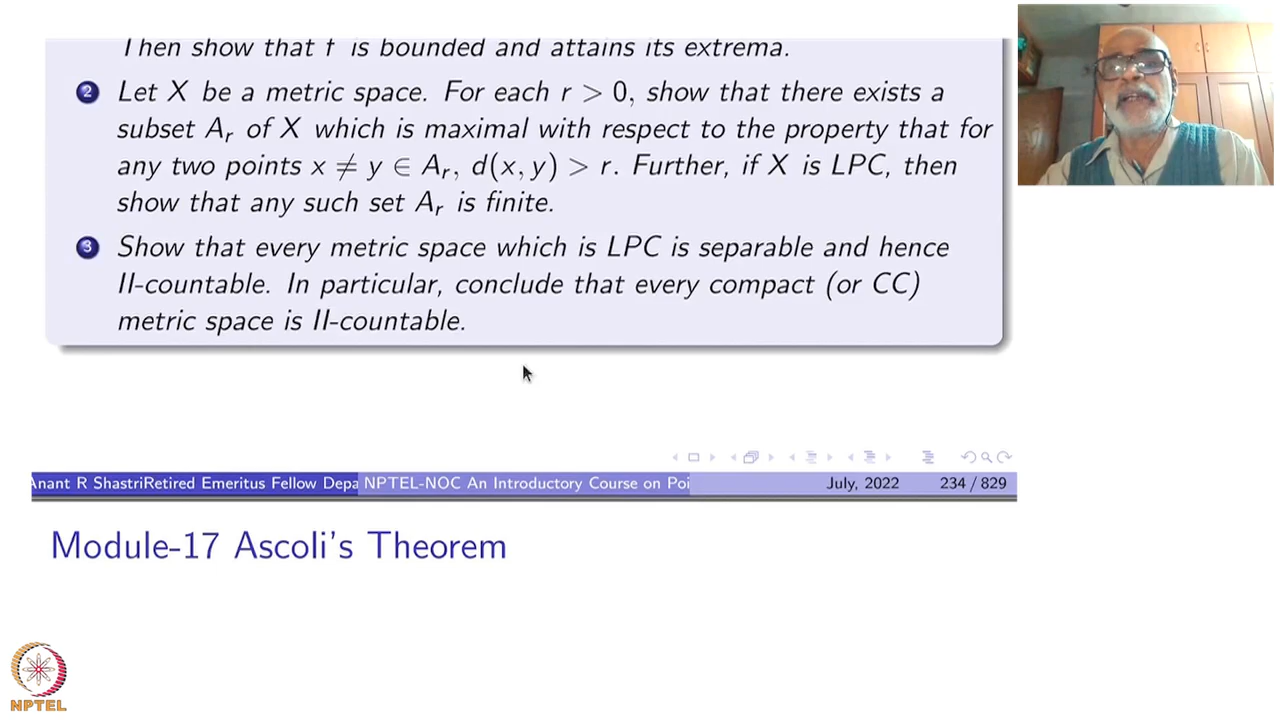 Then show that f is bounded and attains its extrema.
2 Let X be a metric space. For each r > 0, show that there exists a
subset Aᵣ of X which is maximal with respect to the property that for
any two points x ≠ y ∈ Aᵣ, d(x, y) > r. Further, if X is LPC, then
show that any such set Aᵣ is finite.
3 Show that every metric space which is LPC is separable and hence
II-countable. In particular, conclude that every compact (or CC)
metric space is II-countable.
Anant R ShastriRetired Emeritus Fellow Depa NPTEL-NOC An Introductory Course on Poi July, 2022 234 / 829
Module-17 Ascoli's Theorem
NPTEL